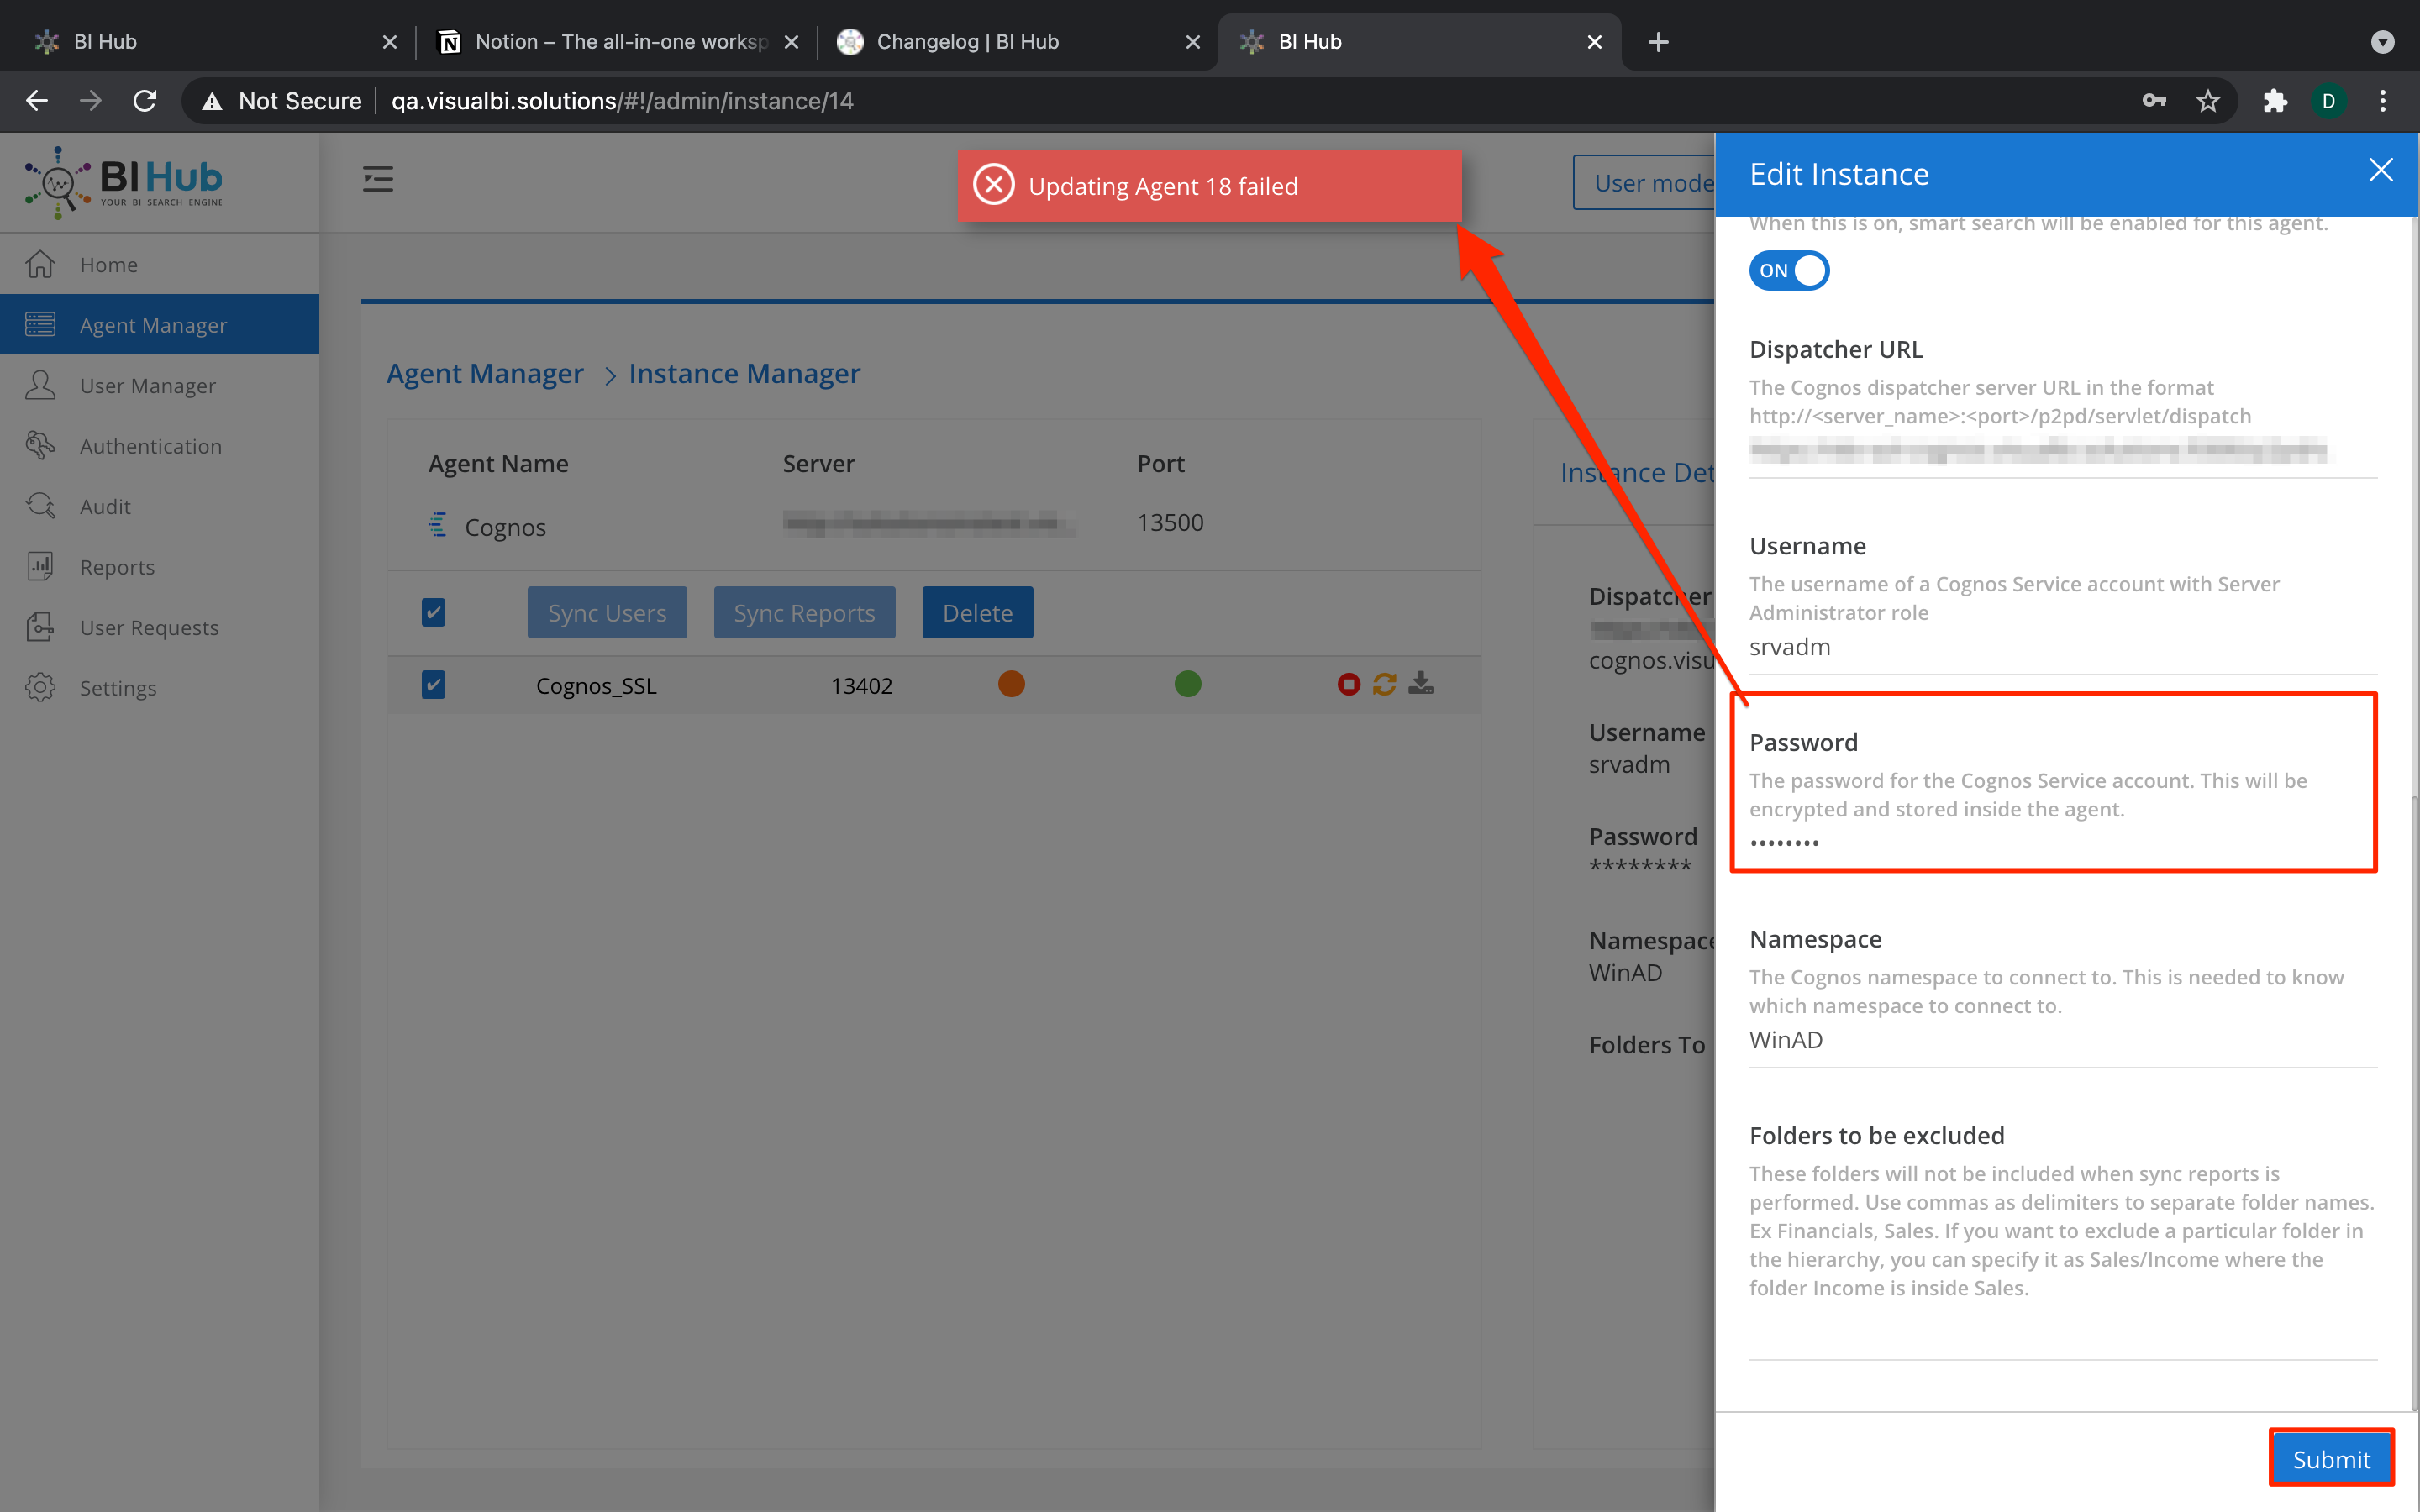 BI Hub
Notion – The all-in-one worksp
Changelog | BI Hub
BI Hub
Not Secure
qa.visualbi.solutions/#!/admin/instance/14
D
BI Hub
YOUR BI SEARCH ENGINE
Home
Agent Manager
User Manager
Authentication
Audit
Reports
User Requests
Settings
Updating Agent 18 failed
User mode
Agent Manager > Instance Manager
Agent Name Server Port
Cognos 13500
Sync Users Sync Reports Delete
Cognos_SSL 13402
Instance Det
Dispatcher
cognos.visu
Username
srvadm
Password
********
Namespace
WinAD
Folders To
Edit Instance
When this is on, smart search will be enabled for this agent.
ON
Dispatcher URL
The Cognos dispatcher server URL in the format
http://<server_name>:<port>/p2pd/servlet/dispatch
Username
The username of a Cognos Service account with Server
Administrator role
srvadm
Password
The password for the Cognos Service account. This will be
encrypted and stored inside the agent.
••••••••
Namespace
The Cognos namespace to connect to. This is needed to know
which namespace to connect to.
WinAD
Folders to be excluded
These folders will not be included when sync reports is
performed. Use commas as delimiters to separate folder names.
Ex Financials, Sales. If you want to exclude a particular folder in
the hierarchy, you can specify it as Sales/Income where the
folder Income is inside Sales.
Submit